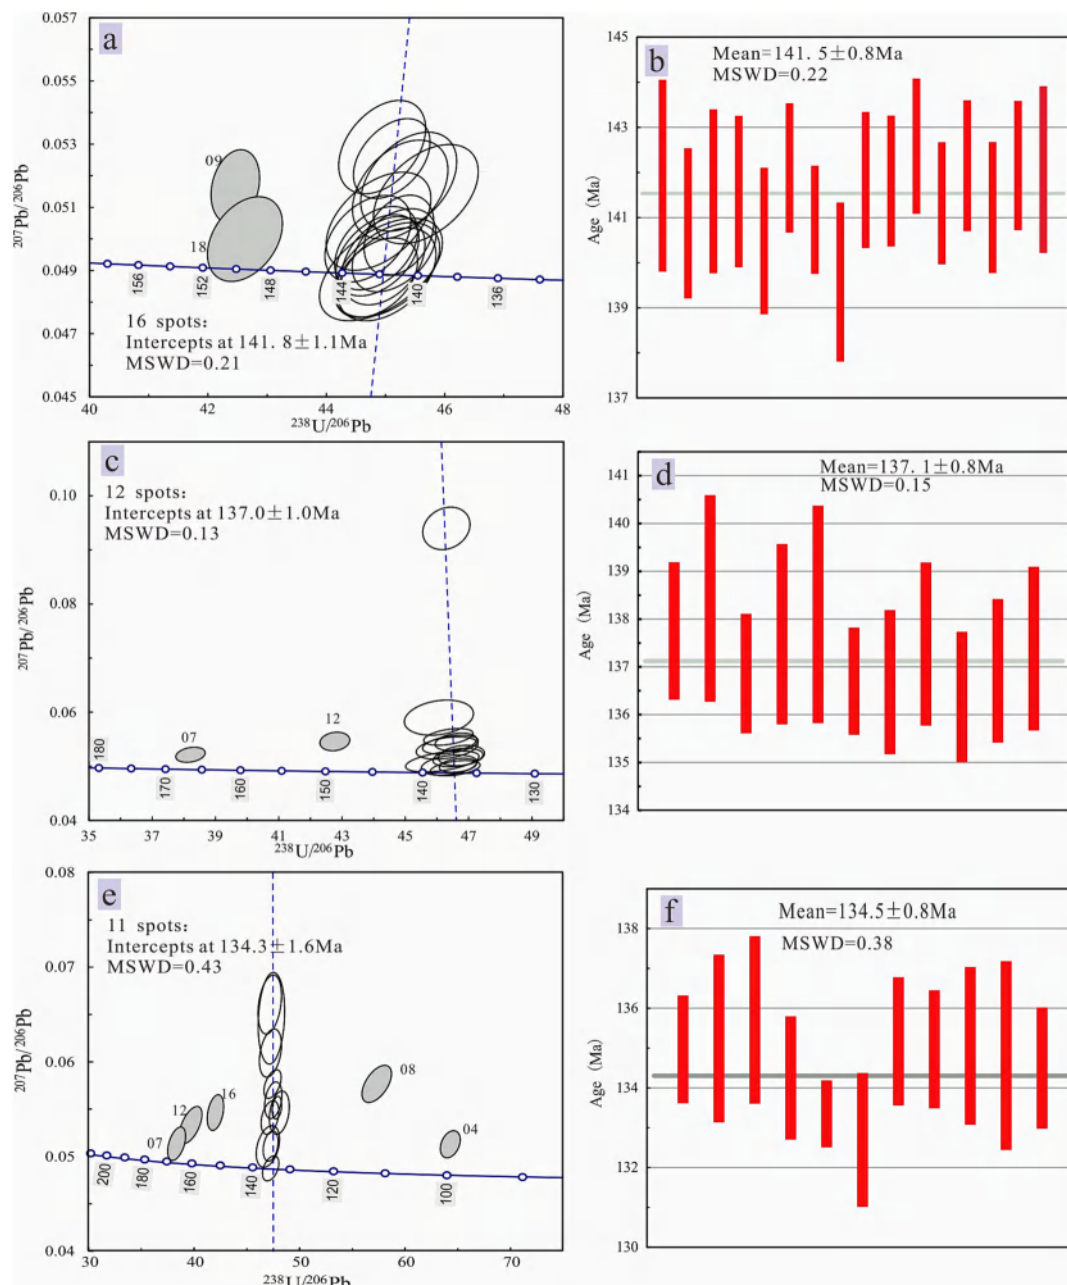 a
0.057
0.055
0.053
0.051
0.049
0.047
0.045
²⁰⁷Pb/²⁰⁶Pb
09
18
156
152
148
144
140
136
16 spots:
Intercepts at 141. 8±1.1Ma
MSWD=0.21
40
42
44
46
48
²³⁸U/²⁰⁶Pb
b
Mean=141. 5±0.8Ma
MSWD=0.22
145
143
141
139
137
Age (Ma)
c
12 spots:
Intercepts at 137.0±1.0Ma
MSWD=0.13
0.10
0.08
0.06
0.04
²⁰⁷Pb/²⁰⁶Pb
07
12
180
170
160
150
140
130
35
37
39
41
43
45
47
49
²³⁸U/²⁰⁶Pb
d
Mean=137. 1±0.8Ma
MSWD=0.15
141
140
139
138
137
136
135
134
Age (Ma)
e
11 spots:
Intercepts at 134.3±1.6Ma
MSWD=0.43
0.08
0.07
0.06
0.05
0.04
²⁰⁷Pb/²⁰⁶Pb
07
12
16
08
04
200
180
160
140
120
100
30
40
50
60
70
²³⁸U/²⁰⁶Pb
f
Mean=134.5±0.8Ma
MSWD=0.38
138
136
134
132
130
Age (Ma)